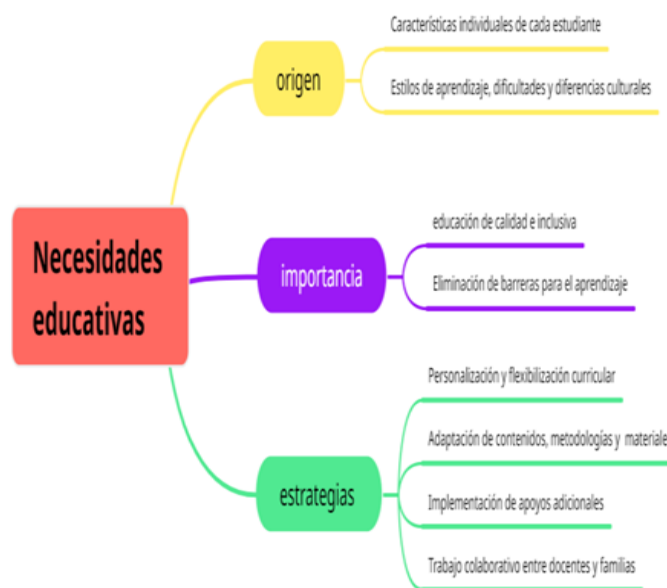 Necesidades
educativas
origen
Características individuales de cada estudiante
Estilos de aprendizaje, dificultades y diferencias culturales
importancia
educación de calidad e inclusiva
Eliminación de barreras para el aprendizaje
estrategias
Personalización y flexibilización curricular
Adaptación de contenidos, metodologías y materiale
Implementación de apoyos adicionales
Trabajo colaborativo entre docentes y familias